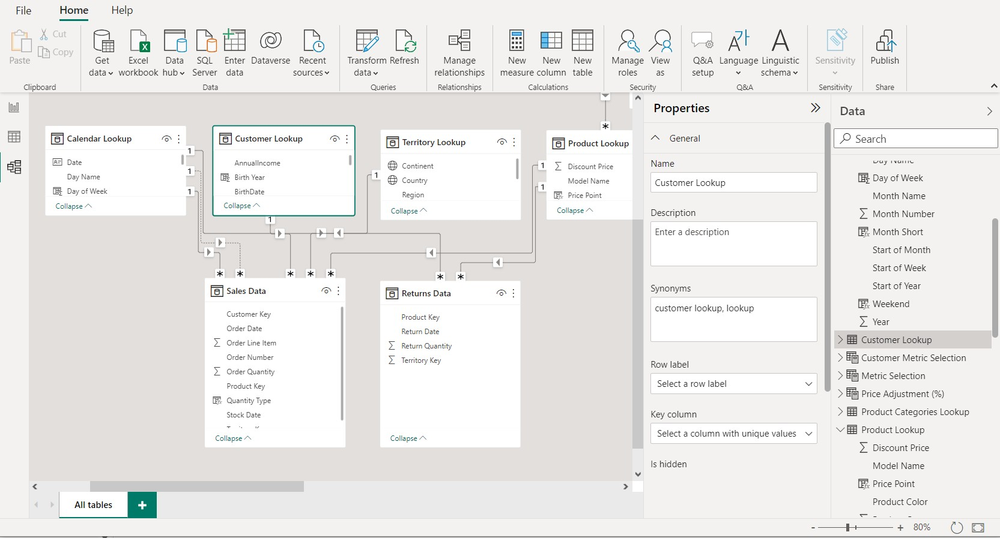 File Home Help
Paste
Cut
Copy
Clipboard
Get data
Excel workbook
Data hub
SQL Server
Enter data
Dataverse
Recent sources
Data
Transform data
Refresh
Queries
Manage relationships
Relationships
New measure
New column
New table
Calculations
Manage roles
View as
Security
Q&A setup
Language
Linguistic schema
Q&A
Sensitivity
Sensitivity
Publish
Share
Calendar Lookup
Date
Day Name
Day of Week
Collapse
1
1
1
Customer Lookup
AnnualIncome
Birth Year
BirthDate
Collapse
1
Territory Lookup
Continent
Country
Region
Collapse
1
*
Product Lookup
Discount Price
Model Name
Price Point
Collapse
1
1
* * * * *
Sales Data
Customer Key
Order Date
Order Line Item
Order Number
Order Quantity
Product Key
Quantity Type
Stock Date
Collapse
* *
Returns Data
Product Key
Return Date
Return Quantity
Territory Key
Collapse
All tables
+
Properties
General
Name
Customer Lookup
Description
Enter a description
Synonyms
customer lookup, lookup
Row label
Select a row label
Key column
Select a column with unique values
Is hidden
Data
Search
Day Name
Day of Week
Month Name
Month Number
Month Short
Start of Month
Start of Week
Start of Year
Weekend
Year
Customer Lookup
Customer Metric Selection
Metric Selection
Price Adjustment (%)
Product Categories Lookup
Product Lookup
Discount Price
Model Name
Price Point
Product Color
- + 80%